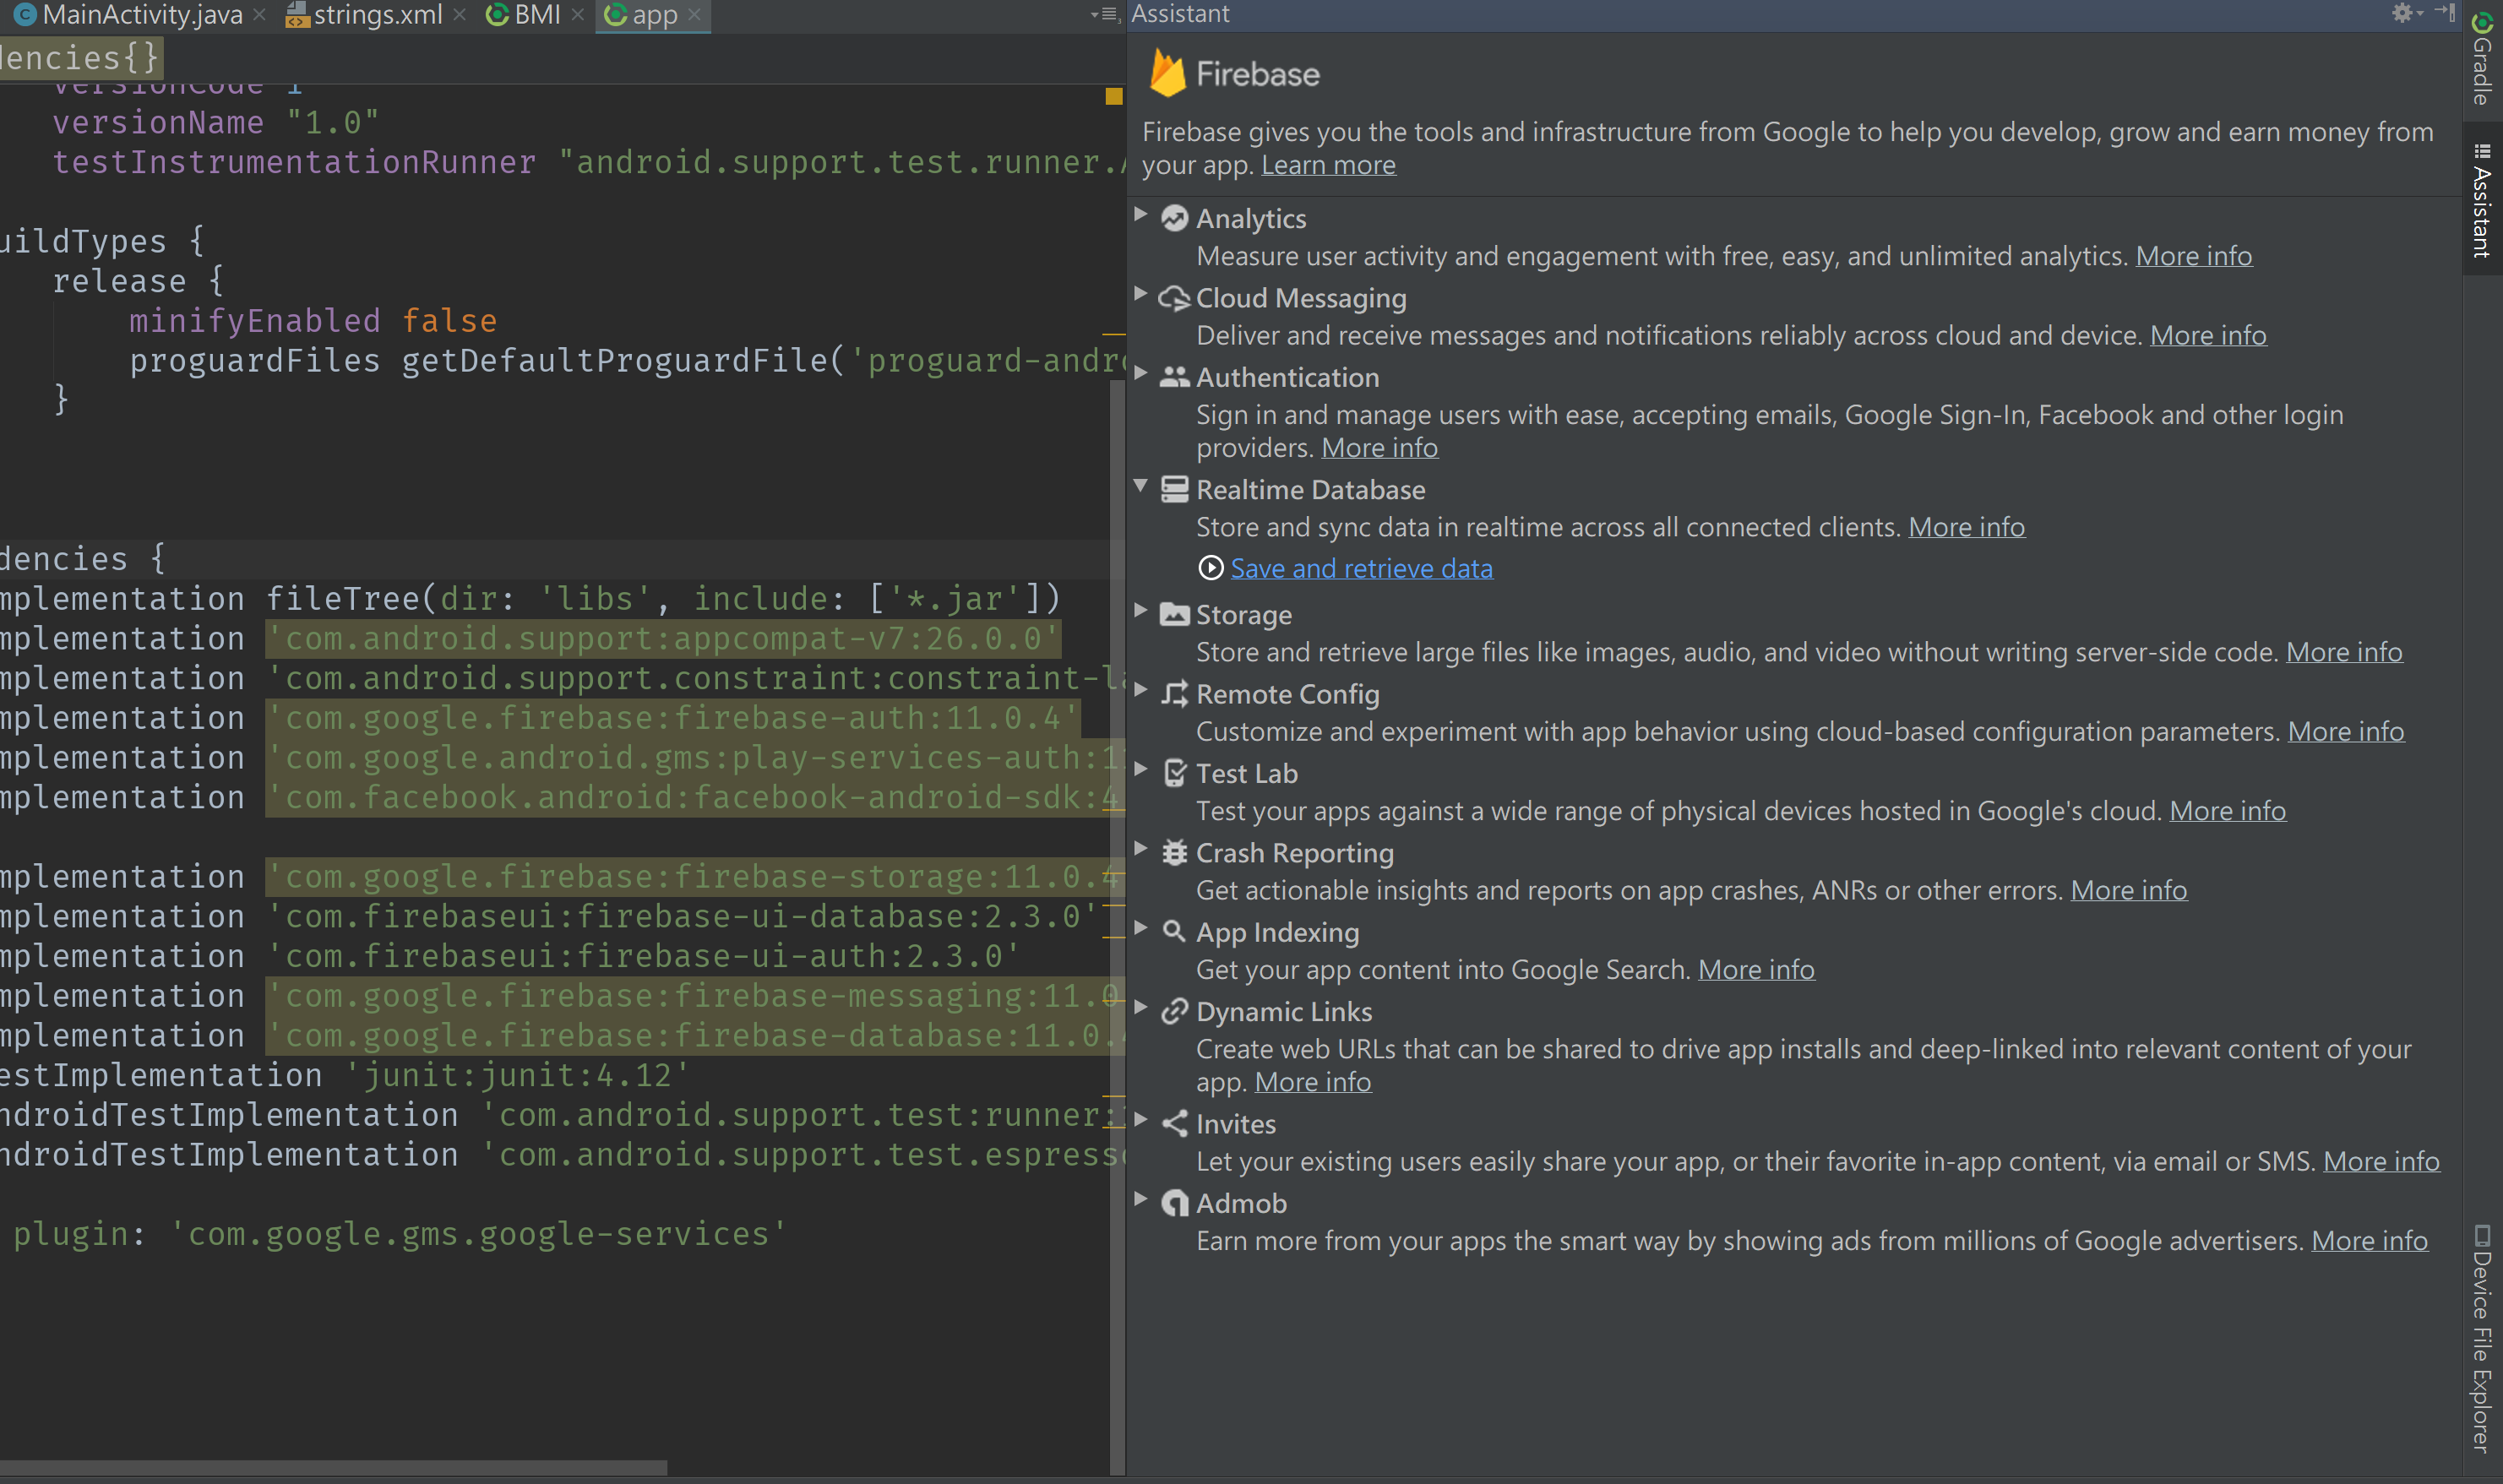 MainActivity.java
strings.xml
BMI
app
dencies{}
versionCode 1
versionName "1.0"
testInstrumentationRunner "android.support.test.runner.
uildTypes {
release {
minifyEnabled false
proguardFiles getDefaultProguardFile('proguard-andr
}
dencies {
mplementation fileTree(dir: 'libs', include: ['*.jar'])
mplementation 'com.android.support:appcompat-v7:26.0.0'
mplementation 'com.android.support.constraint:constraint-l
mplementation 'com.google.firebase:firebase-auth:11.0.4'
mplementation 'com.google.android.gms:play-services-auth:1
mplementation 'com.facebook.android:facebook-android-sdk:4
mplementation 'com.google.firebase:firebase-storage:11.0.4
mplementation 'com.firebaseui:firebase-ui-database:2.3.0'
mplementation 'com.firebaseui:firebase-ui-auth:2.3.0'
mplementation 'com.google.firebase:firebase-messaging:11.0
mplementation 'com.google.firebase:firebase-database:11.0.
estImplementation 'junit:junit:4.12'
ndroidTestImplementation 'com.android.support.test:runner:
ndroidTestImplementation 'com.android.support.test.espress
plugin: 'com.google.gms.google-services'
Assistant
Firebase
Firebase gives you the tools and infrastructure from Google to help you develop, grow and earn money from
your app. Learn more
Analytics
Measure user activity and engagement with free, easy, and unlimited analytics. More info
Cloud Messaging
Deliver and receive messages and notifications reliably across cloud and device. More info
Authentication
Sign in and manage users with ease, accepting emails, Google Sign-In, Facebook and other login
providers. More info
Realtime Database
Store and sync data in realtime across all connected clients. More info
Save and retrieve data
Storage
Store and retrieve large files like images, audio, and video without writing server-side code. More info
Remote Config
Customize and experiment with app behavior using cloud-based configuration parameters. More info
Test Lab
Test your apps against a wide range of physical devices hosted in Google's cloud. More info
Crash Reporting
Get actionable insights and reports on app crashes, ANRs or other errors. More info
App Indexing
Get your app content into Google Search. More info
Dynamic Links
Create web URLs that can be shared to drive app installs and deep-linked into relevant content of your
app. More info
Invites
Let your existing users easily share your app, or their favorite in-app content, via email or SMS. More info
Admob
Earn more from your apps the smart way by showing ads from millions of Google advertisers. More info
Gradle
Assistant
Device File Explorer